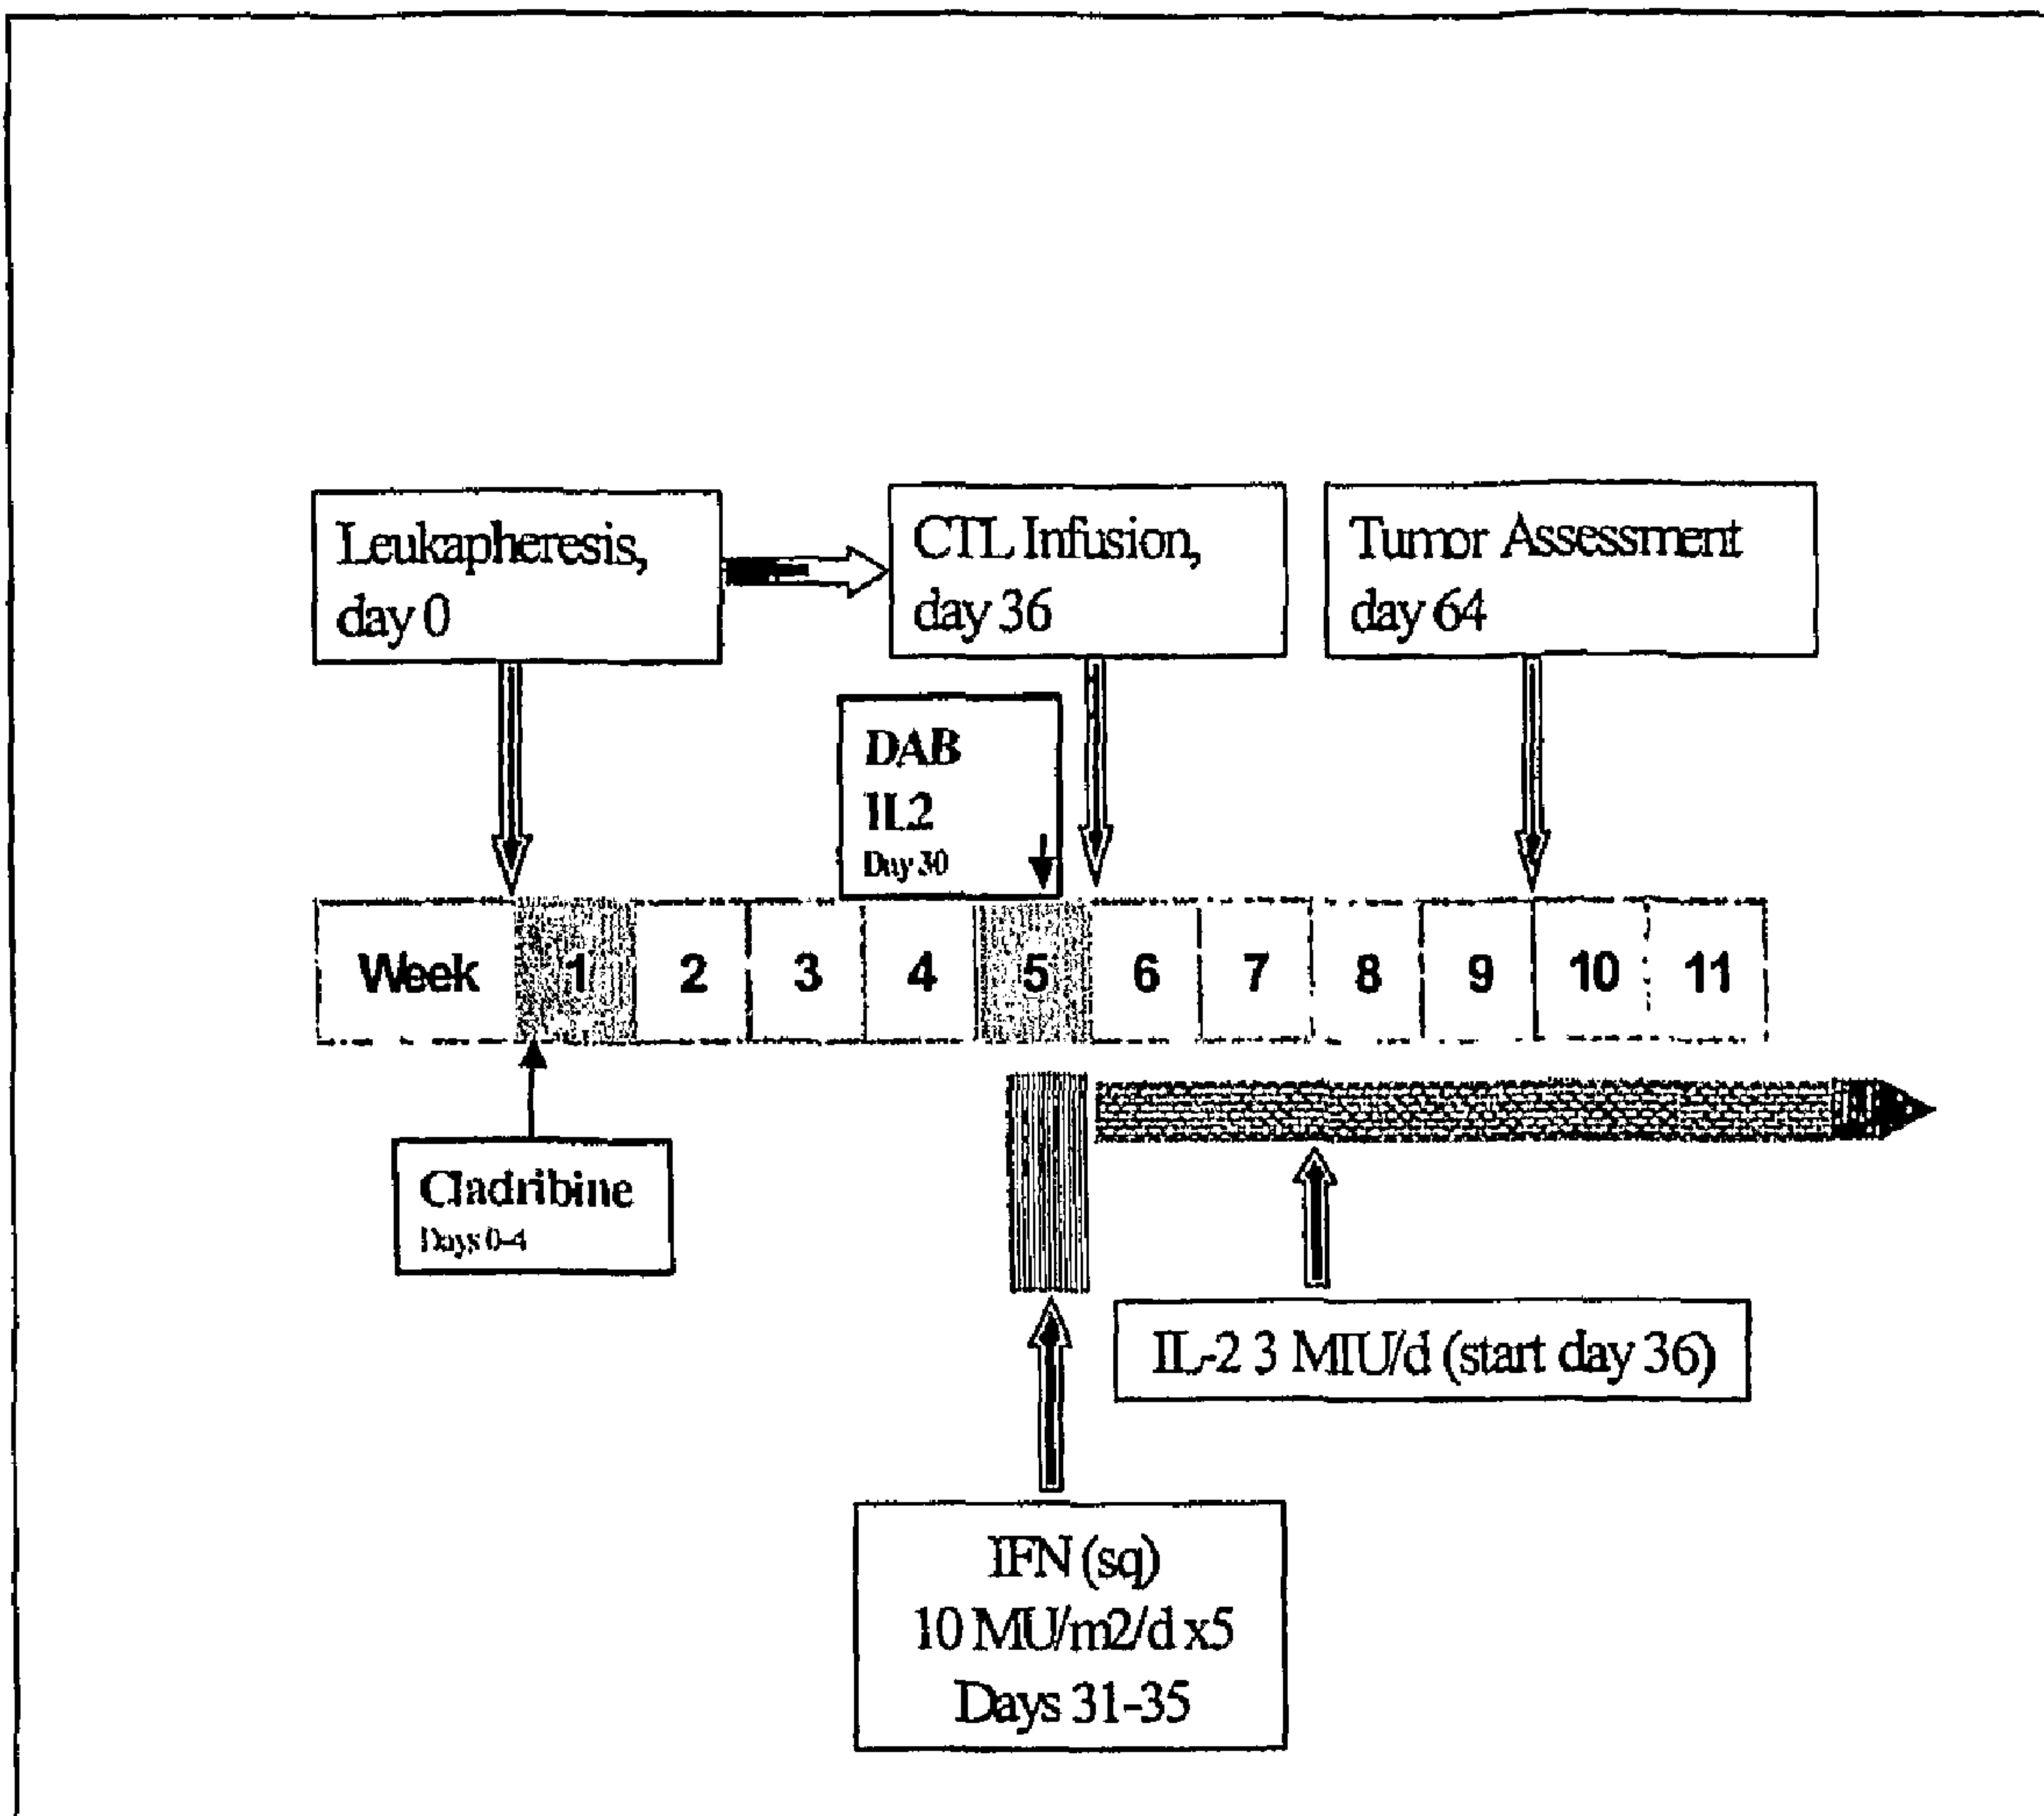 Leukapheresis,
day 0
CTL Infusion,
day 36
Tumor Assessment
day 64
DAB
IL2
Day 30
Week 1 2 3 4 5 6 7 8 9 10 11
Cladribine
Days 0-4
IL-2 3 MIU/d (start day 36)
IFN (sq)
10 MU/m2/d x5
Days 31-35